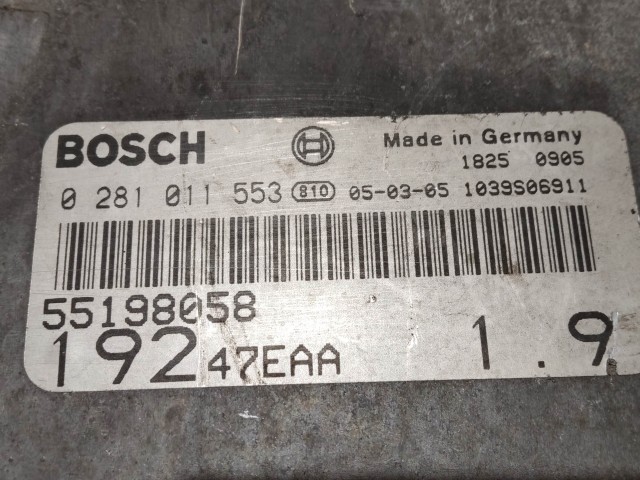 BOSCH Made in Germany
1825 0905
0 281 011 553 810 05-03-05 1039S06911
55198058
192 47EAA 1.9